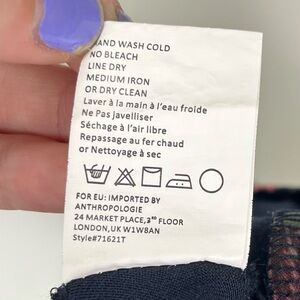 AND WASH COLD
NO BLEACH
LINE DRY
MEDIUM IRON
OR DRY CLEAN
Laver à la main à l'eau froide
Ne Pas javelliser
Séchage à l'air libre
Repassage au fer chaud
or Nettoyage à sec
FOR EU: IMPORTED BY
ANTHROPOLOGIE
24 MARKET PLACE, 2ᴺᴰ FLOOR
LONDON, UK W1W8AN
Style#71621T